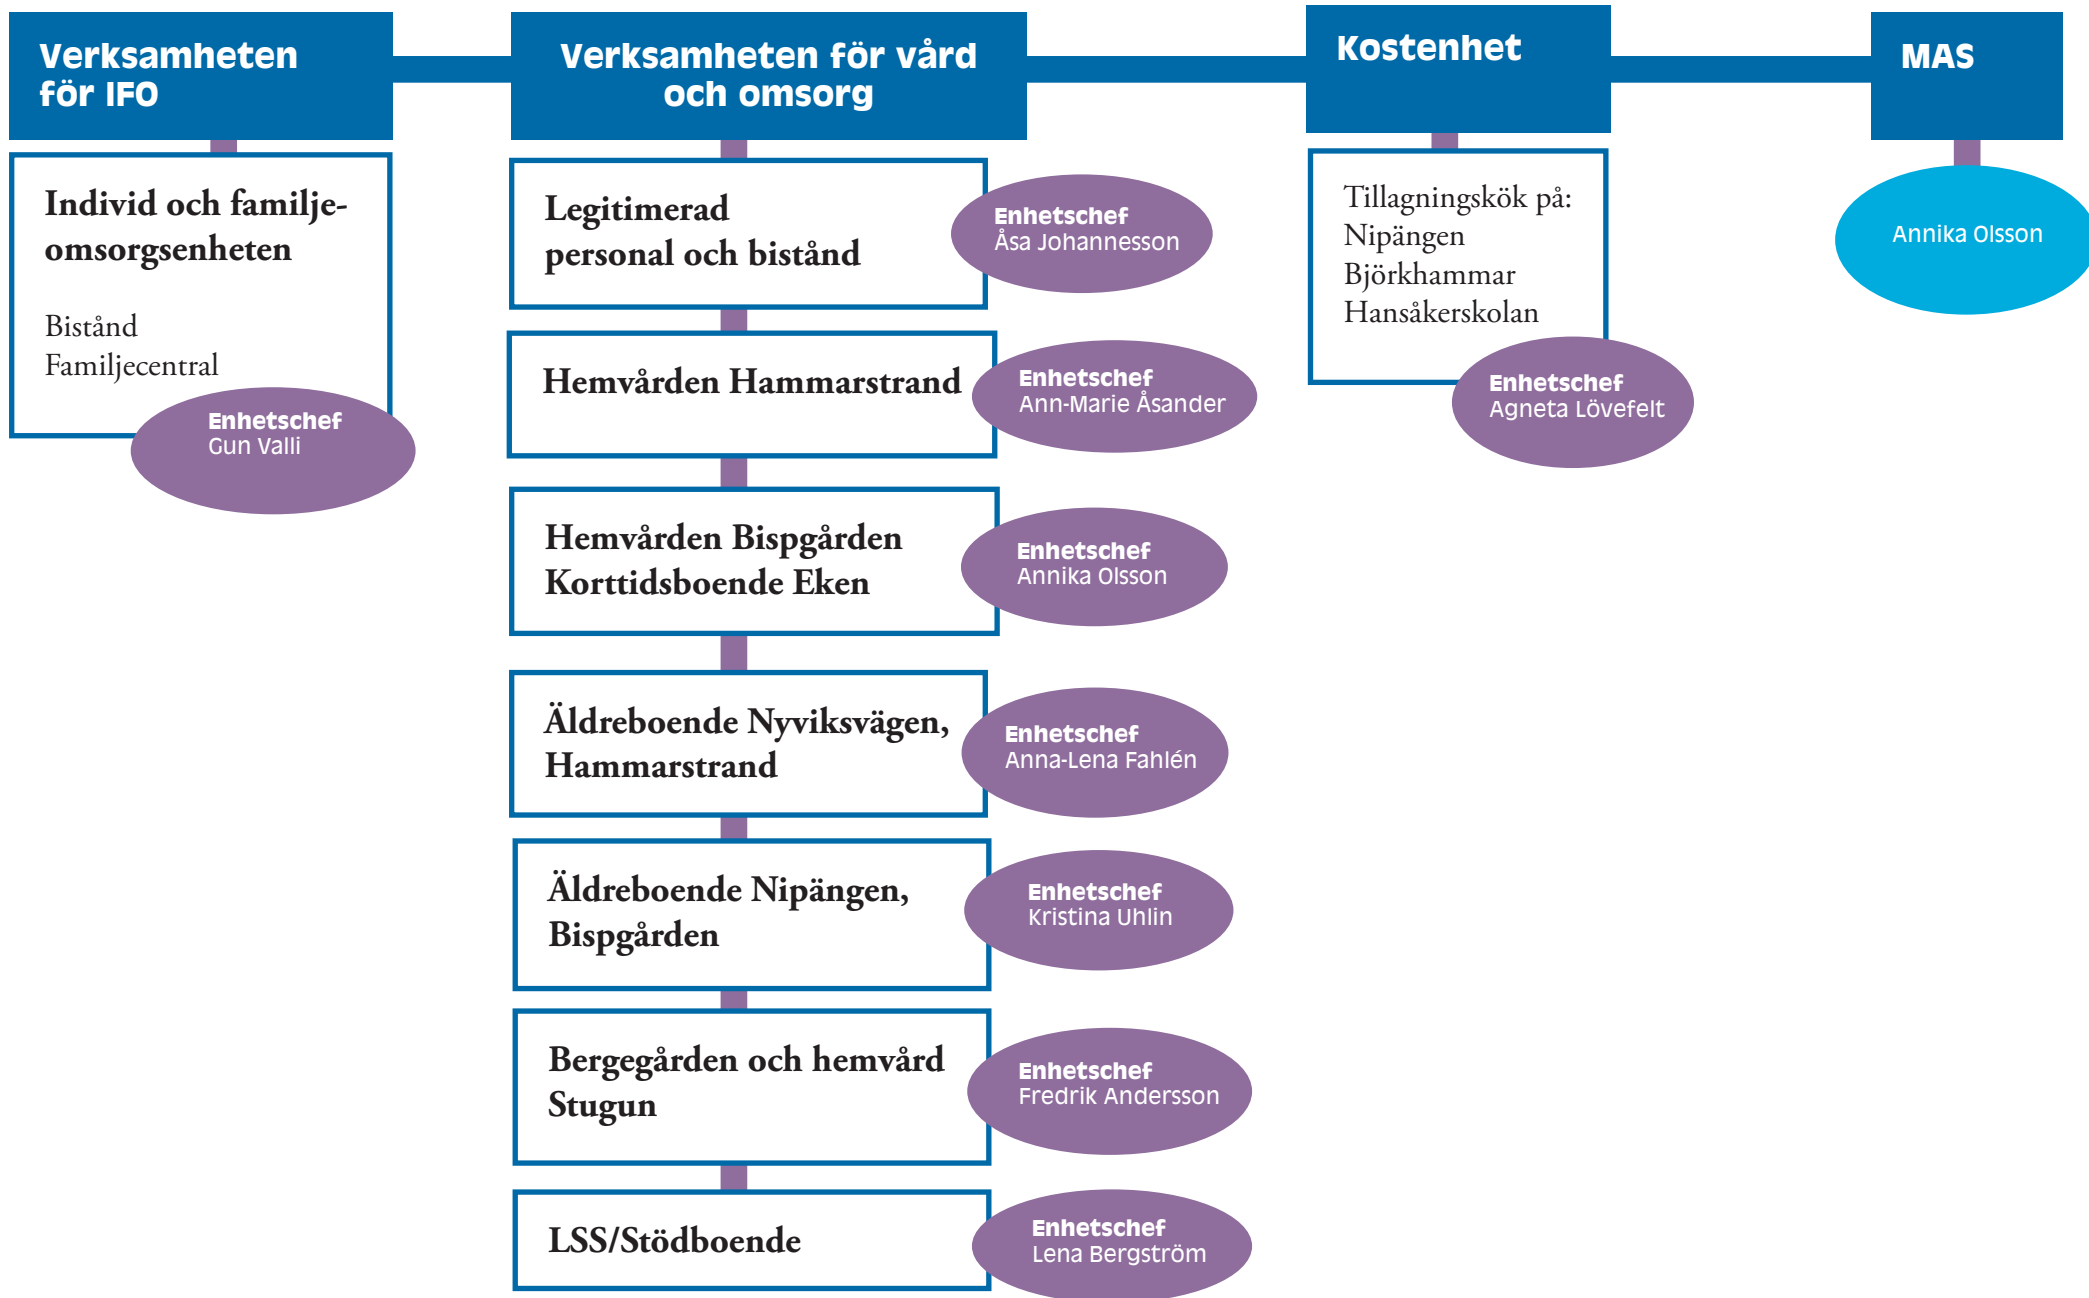 Verksamheten
för IFO
Individ och familje-
omsorgsenheten
Bistånd
Familjecentral
Enhetschef
Gun Valli
Verksamheten för vård
och omsorg
Legitimerad
personal och bistånd
Enhetschef
Åsa Johannesson
Hemvården Hammarstrand
Enhetschef
Ann-Marie Åsander
Hemvården Bispgården
Korttidsboende Eken
Enhetschef
Annika Olsson
Äldreboende Nyviksvägen,
Hammarstrand
Enhetschef
Anna-Lena Fahlén
Äldreboende Nipängen,
Bispgården
Enhetschef
Kristina Uhlin
Bergegården och hemvård
Stugun
Enhetschef
Fredrik Andersson
LSS/Stödboende
Enhetschef
Lena Bergström
Kostenhet
Tillagningskök på:
Nipängen
Björkhammar
Hansåkerskolan
Enhetschef
Agneta Lövefelt
MAS
Annika Olsson